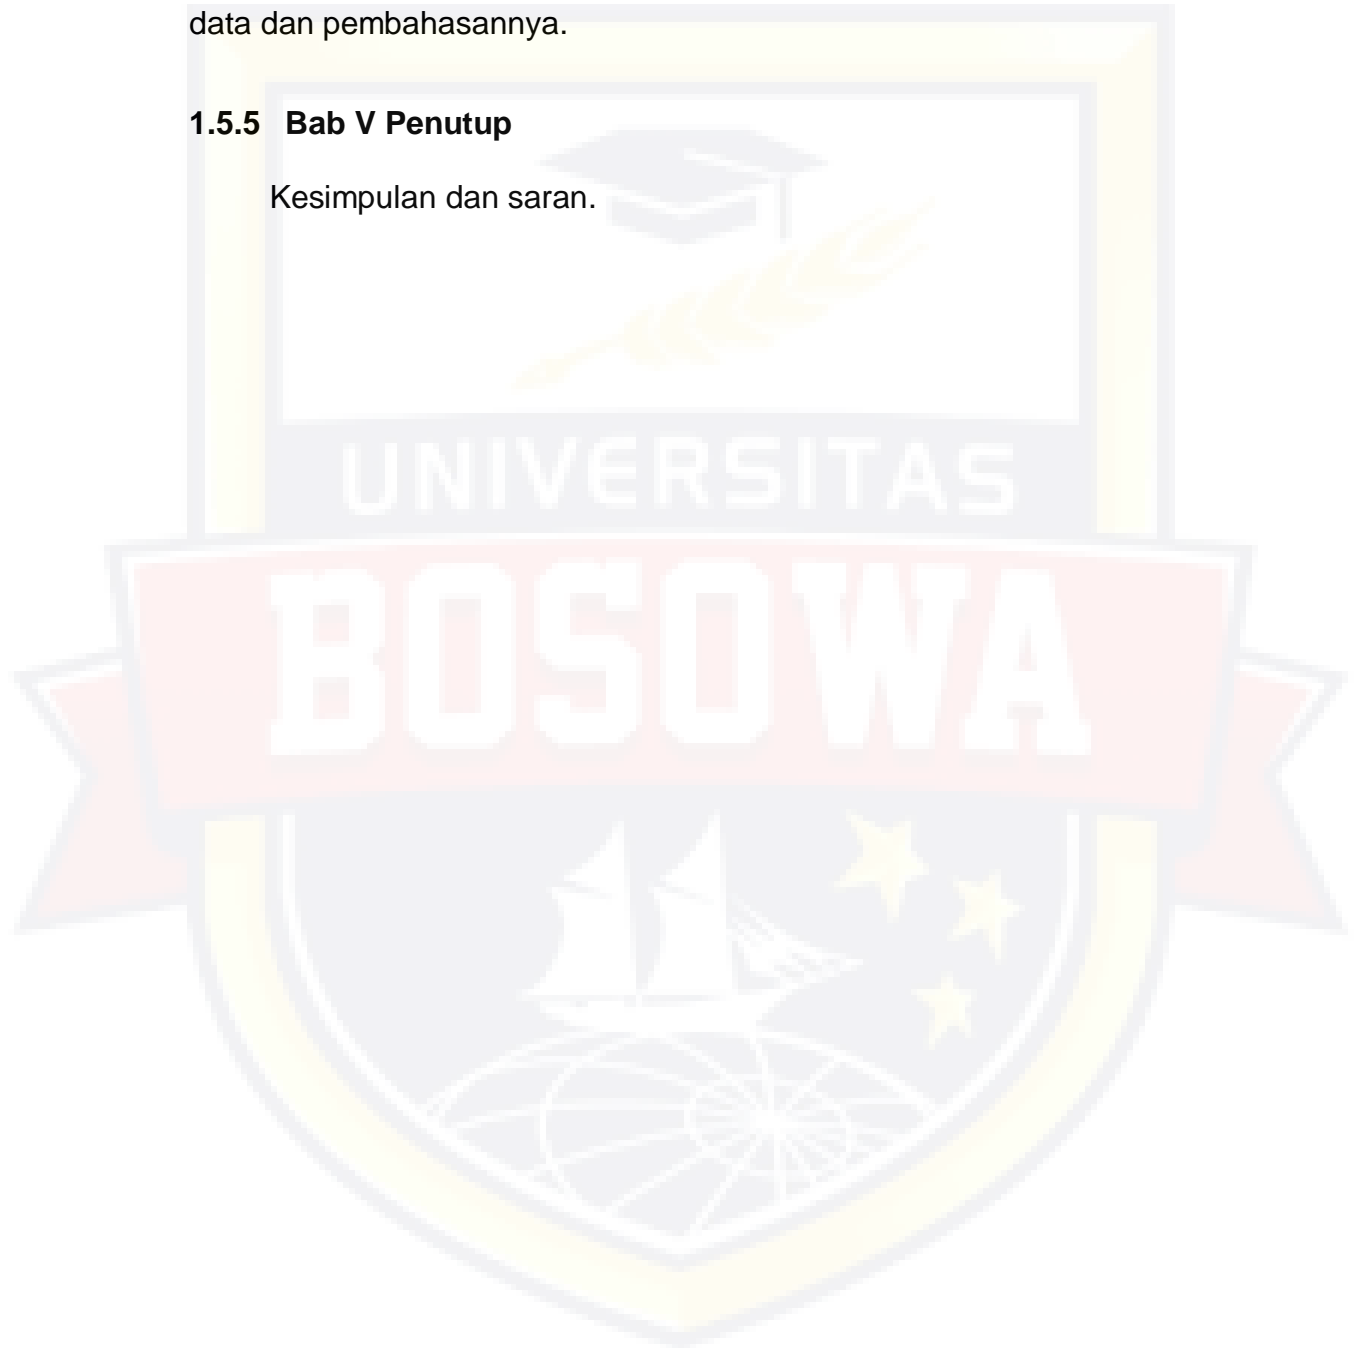 data dan pembahasannya.
1.5.5 Bab V Penutup
Kesimpulan dan saran.
UNIVERSITAS
BOSOWA